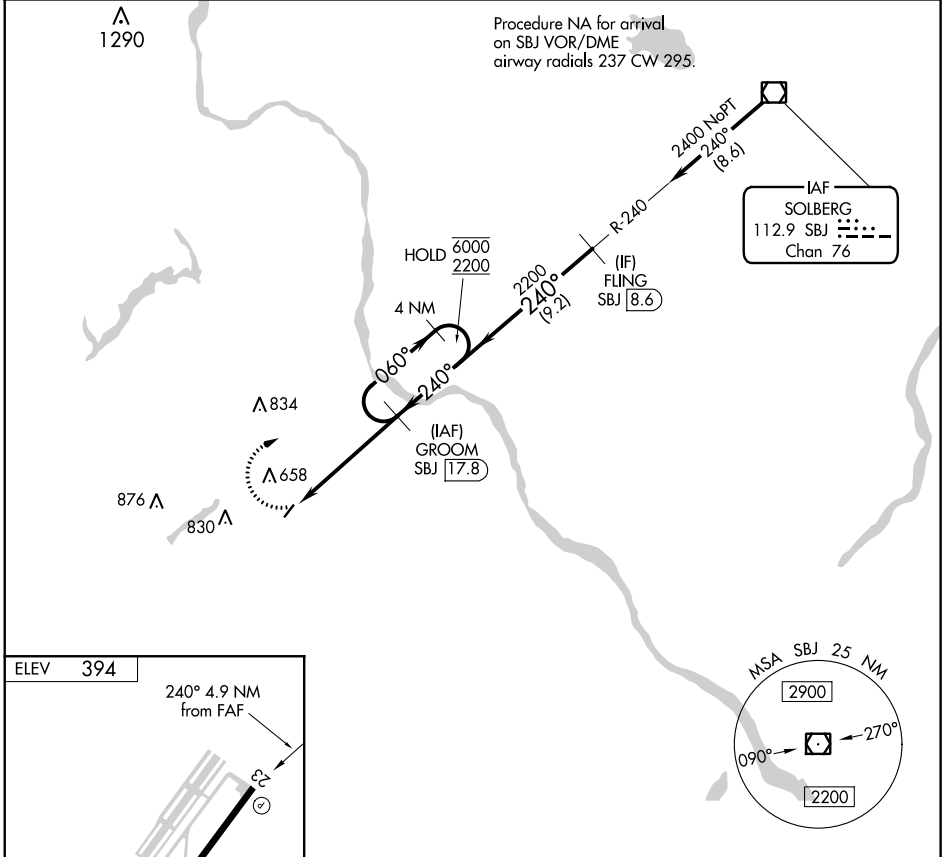 1290
Procedure NA for arrival
on SBJ VOR/DME
airway radials 237 CW 295.
2400 NoPT
240°
(8.6)
IAF
SOLBERG
112.9 SBJ
Chan 76
R-240
HOLD 6000
2200
(IF)
FLING
SBJ 8.6
2200
240°
(9.2)
4 NM
060°
240°
834
(IAF)
GROOM
SBJ 17.8
658
876
830
ELEV 394
240° 4.9 NM
from FAF
23
P
MSA SBJ 25 NM
2900
090°
270°
2200